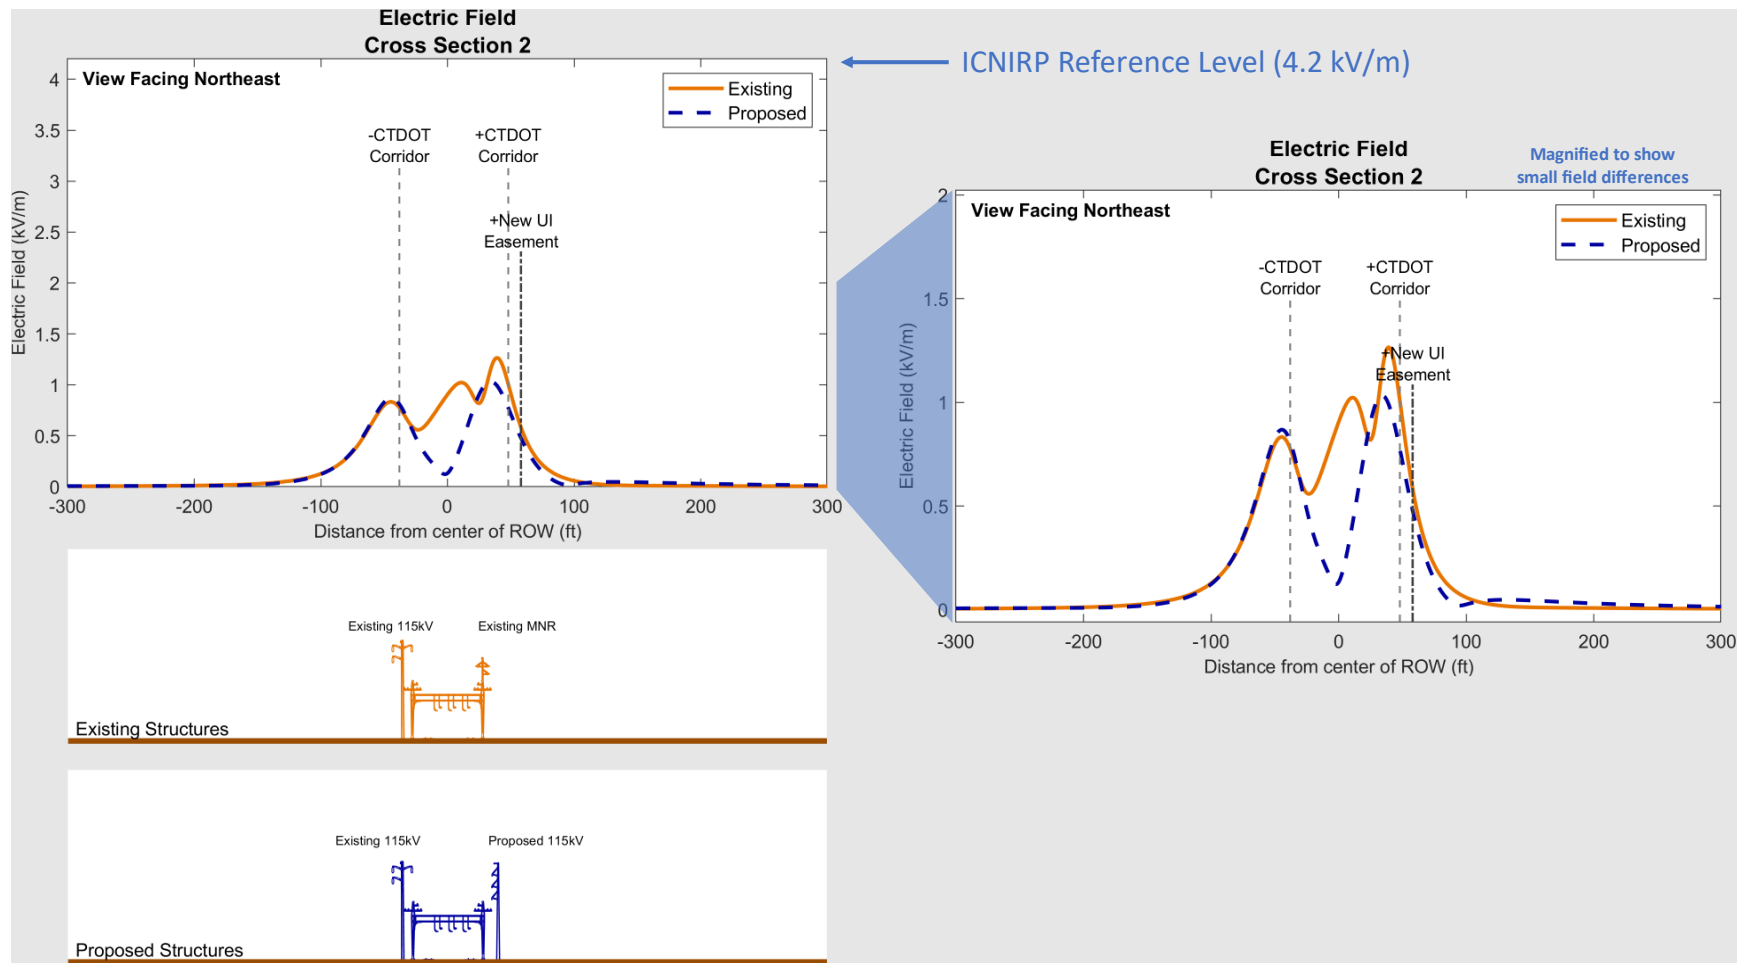 Electric Field
Cross Section 2
View Facing Northeast
ICNIRP Reference Level (4.2 kV/m)
Existing
Proposed
-CTDOT
Corridor
+CTDOT
Corridor
+New UI
Easement
4
3.5
3
2.5
2
1.5
1
0.5
0
Electric Field (kV/m)
-300
-200
-100
0
100
200
300
Distance from center of ROW (ft)
Electric Field
Cross Section 2
Magnified to show
small field differences
View Facing Northeast
Existing
Proposed
-CTDOT
Corridor
+CTDOT
Corridor
+New UI
Easement
2
1.5
1
0.5
0
Electric Field (kV/m)
-300
-200
-100
0
100
200
300
Distance from center of ROW (ft)
Existing 115kV
Existing MNR
Existing Structures
Existing 115kV
Proposed 115kV
Proposed Structures